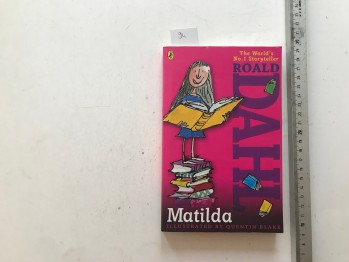 The World's
No.1 Storyteller
ROALD
DAHL
Matilda
ILLUSTRATED BY QUENTIN BLAKE